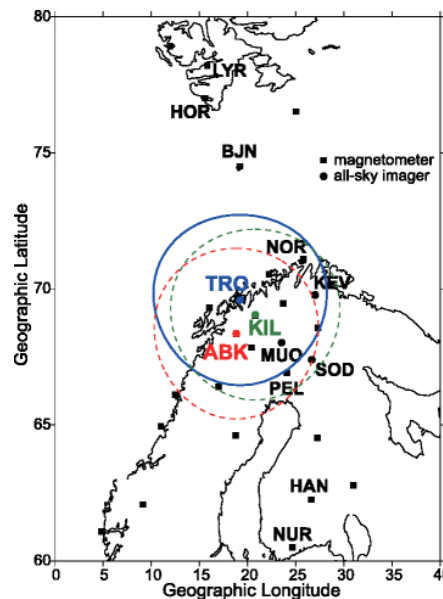 80
LYR
HOR
75
BJN
magnetometer
all-sky imager
NOR
70
TRO
KEV
KIL
ABK
MUO
SOD
PEL
65
HAN
NUR
60
0 5 10 15 20 25 30 35 40
Geographic Longitude
Geographic Latitude